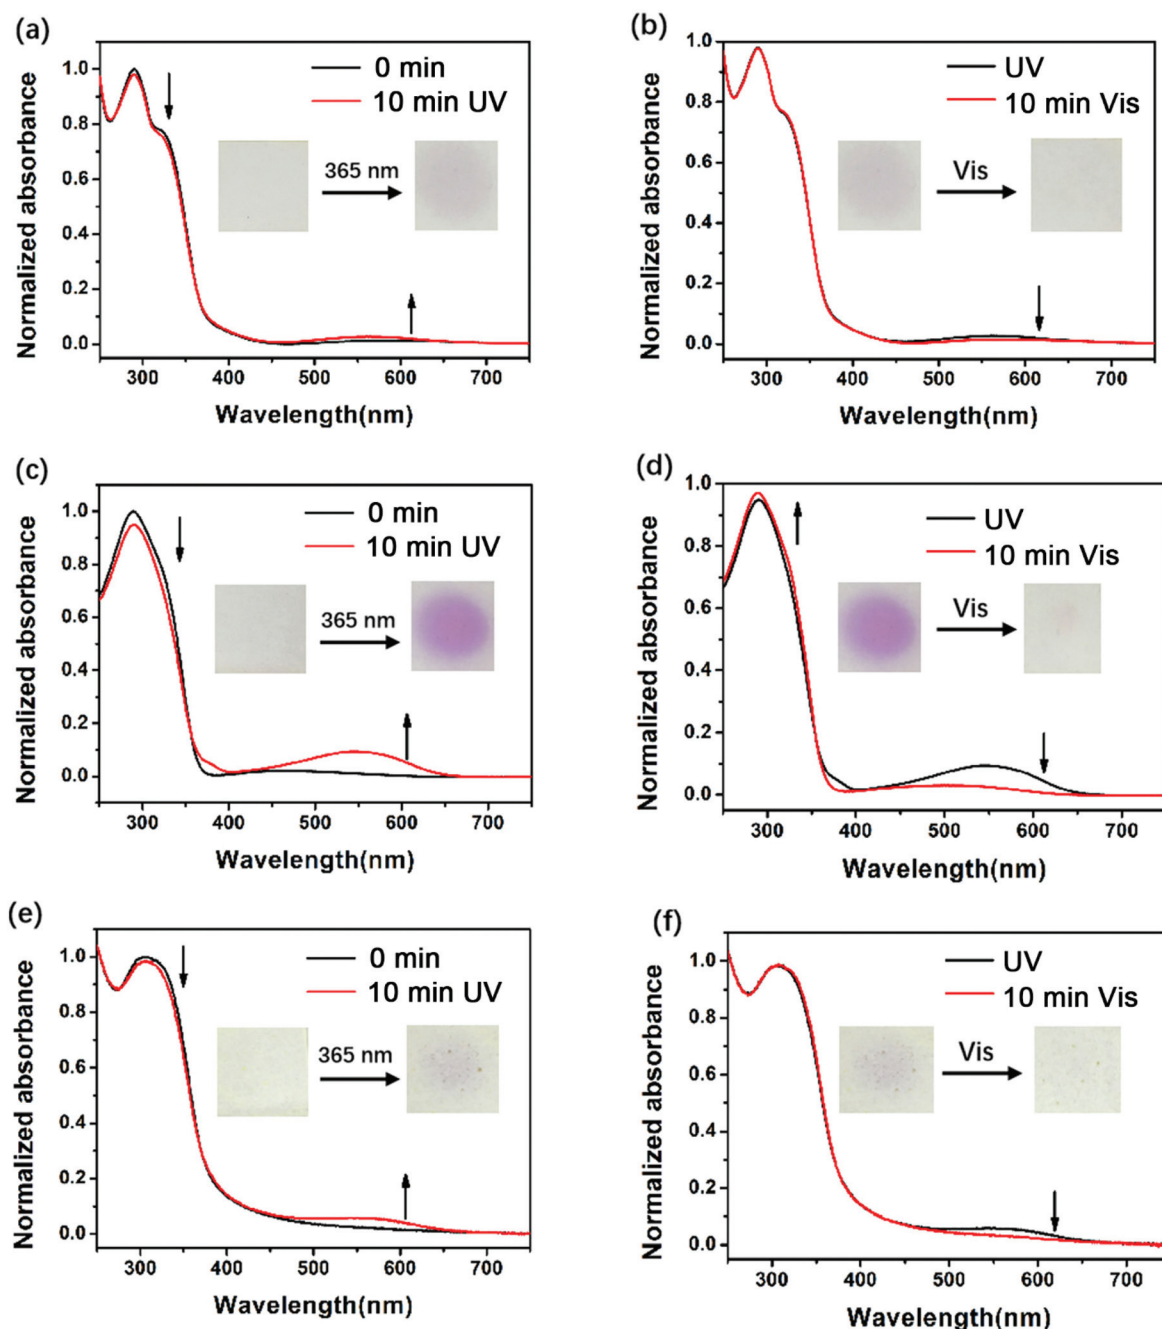 (a)
Normalized absorbance
1.0
0.8
0.6
0.4
0.2
0.0
0 min
10 min UV
365 nm
300 400 500 600 700
Wavelength(nm)
(b)
Normalized absorbance
1.0
0.8
0.6
0.4
0.2
0.0
UV
10 min Vis
Vis
300 400 500 600 700
Wavelength(nm)
(c)
Normalized absorbance
1.0
0.8
0.6
0.4
0.2
0.0
0 min
10 min UV
365 nm
300 400 500 600 700
Wavelength(nm)
(d)
Normalized absorbance
1.0
0.8
0.6
0.4
0.2
0.0
UV
10 min Vis
Vis
300 400 500 600 700
Wavelength(nm)
(e)
Normalized absorbance
1.0
0.8
0.6
0.4
0.2
0.0
0 min
10 min UV
365 nm
300 400 500 600 700
Wavelength(nm)
(f)
Normalized absorbance
1.0
0.8
0.6
0.4
0.2
0.0
UV
10 min Vis
Vis
300 400 500 600 700
Wavelength(nm)